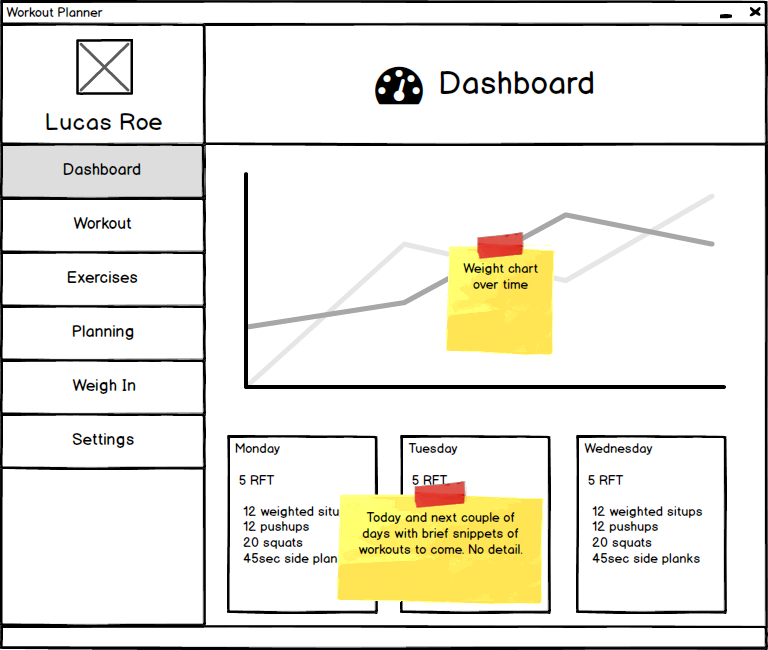 Workout Planner
Lucas Roe
Dashboard
Dashboard
Workout
Exercises
Planning
Weigh In
Settings
Weight chart
over time
Monday
5 RFT
12 weighted situ
12 pushups
20 squats
45sec side plan
Tuesday
5 RFT
Today and next couple of
days with brief snippets of
workouts to come. No detail.
Wednesday
5 RFT
12 weighted situps
12 pushups
20 squats
45sec side planks